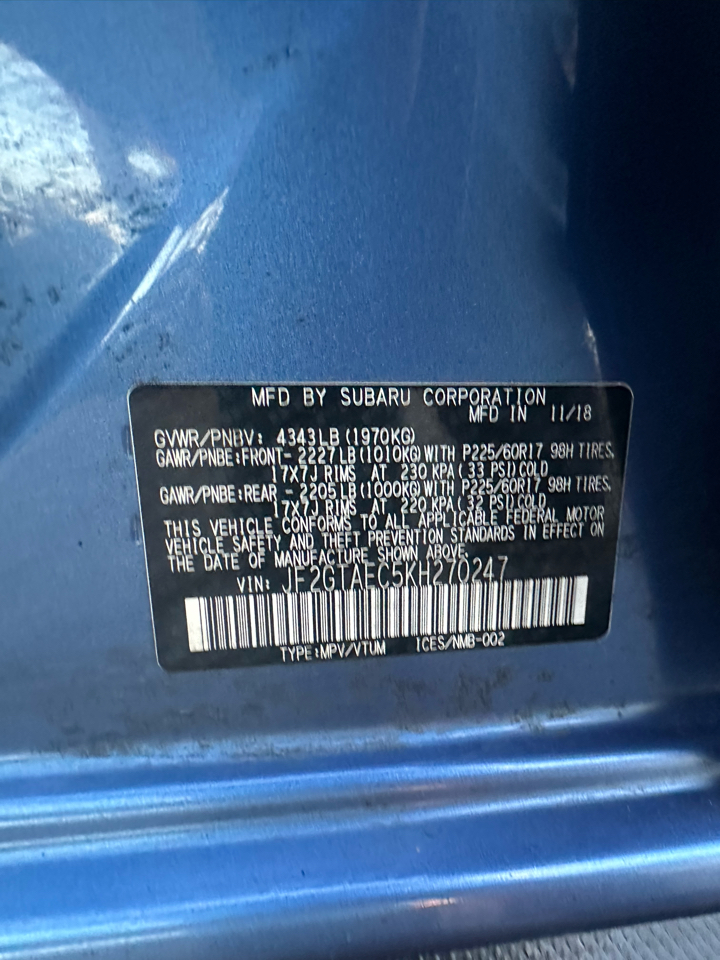 MFD BY SUBARU CORPORATION
MFD IN 11/18
GVWR/PNBV: 4343LB(1970KG)
GAWR/PNBE:FRONT- 2227LB(1010KG)WITH P225/60R17 98H TIRES,
17X7J RIMS AT 230 KPA(33 PSI)COLD
GAWR/PNBE:REAR - 2205LB(1000KG)WITH P225/60R17 98H TIRES,
17X7J RIMS AT 220 KPA(32 PSI)COLD
THIS VEHICLE CONFORMS TO ALL APPLICABLE FEDERAL MOTOR
VEHICLE SAFETY AND THEFT PREVENTION STANDARDS IN EFFECT ON
THE DATE OF MANUFACTURE SHOWN ABOVE.
VIN: JF2GTAEC5KH270247
TYPE:MPV/VTUM ICES/NMB-002